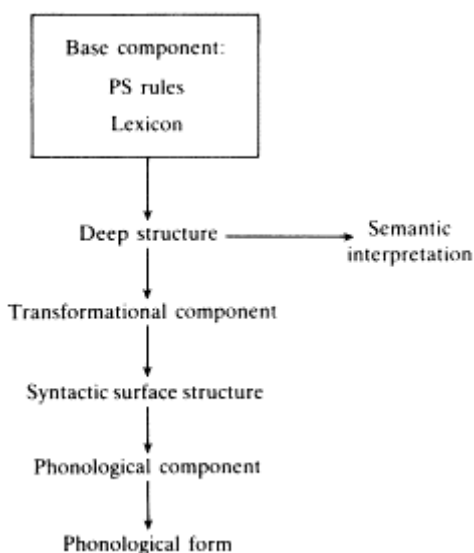 Base component:
PS rules
Lexicon
Deep structure
Semantic
interpretation
Transformational component
Syntactic surface structure
Phonological component
Phonological form